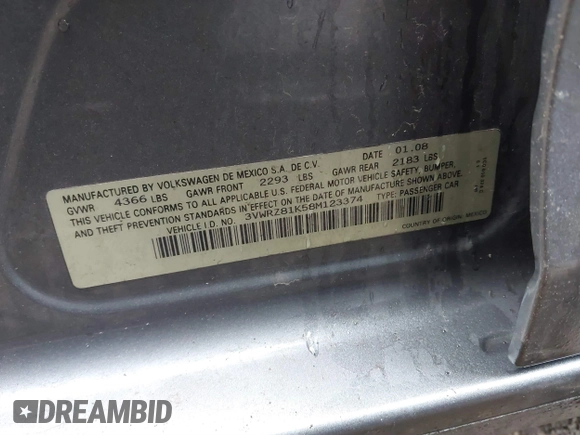 MANUFACTURED BY VOLKSWAGEN DE MEXICO S.A. DE C.V. DATE 01.08
GVWR 4366 LBS GAWR FRONT 2293 LBS GAWR REAR 2183 LBS
THIS VEHICLE CONFORMS TO ALL APPLICABLE U.S. FEDERAL MOTOR VEHICLE SAFETY, BUMPER,
AND THEFT PREVENTION STANDARDS IN EFFECT ON THE DATE OF MANUFACTURE SHOWN ABOVE.
VEHICLE I.D. NO. 3VWRZ81K58M123374 TYPE: PASSENGER CAR
COUNTRY OF ORIGIN: MEXICO
DREAMBID